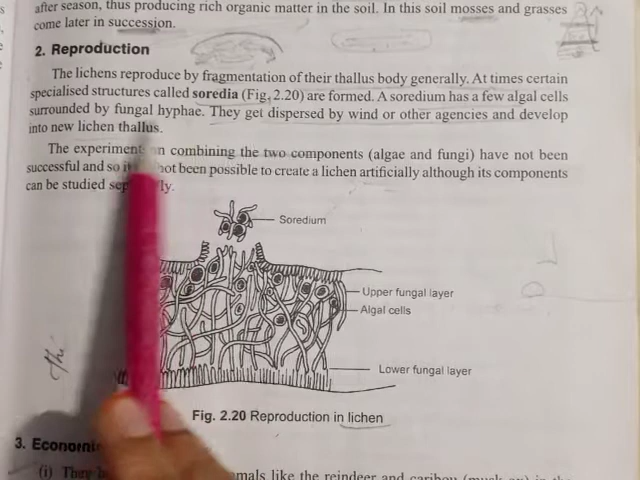 after season, thus producing rich organic matter in the soil. In this soil mosses and grasses
come later in succession.
2. Reproduction
The lichens reproduce by fragmentation of their thallus body generally. At times certain
specialised structures called soredia (Fig. 2.20) are formed. A soredium has a few algal cells
surrounded by fungal hyphae. They get dispersed by wind or other agencies and develop
into new lichen thallus.
The experiment on combining the two components (algae and fungi) have not been
successful and so not been possible to create a lichen artificially although its components
can be studied
Soredium
Upper fungal layer
Algal cells
Lower fungal layer
Fig. 2.20 Reproduction in lichen
3.
(i) They like the reindeer and caribou in the